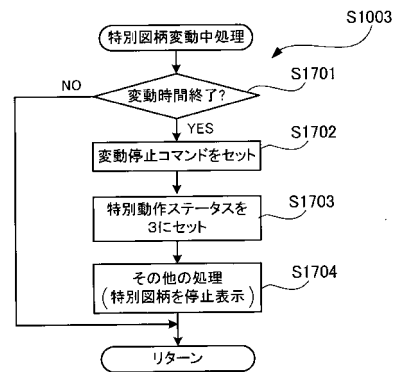 特別図柄変動中処理
S1003
変動時間終了?
S1701
NO
YES
変動停止コマンドをセット
S1702
特別動作ステータスを
3にセット
S1703
その他の処理
(特別図柄を停止表示)
S1704
リターン